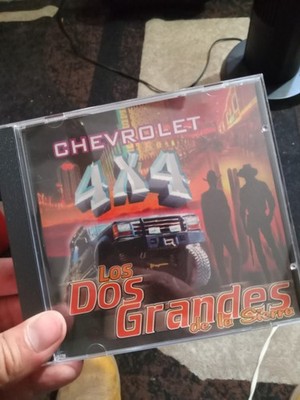 CHEVROLET
4X4
Los
Dos
Grandes
de la Sierra